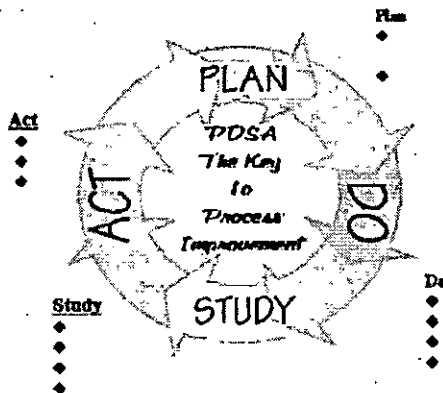 Plan
PLAN
Act
PDSA
The Key
to
Process
Improvement
ACT
DO
STUDY
Study
Do